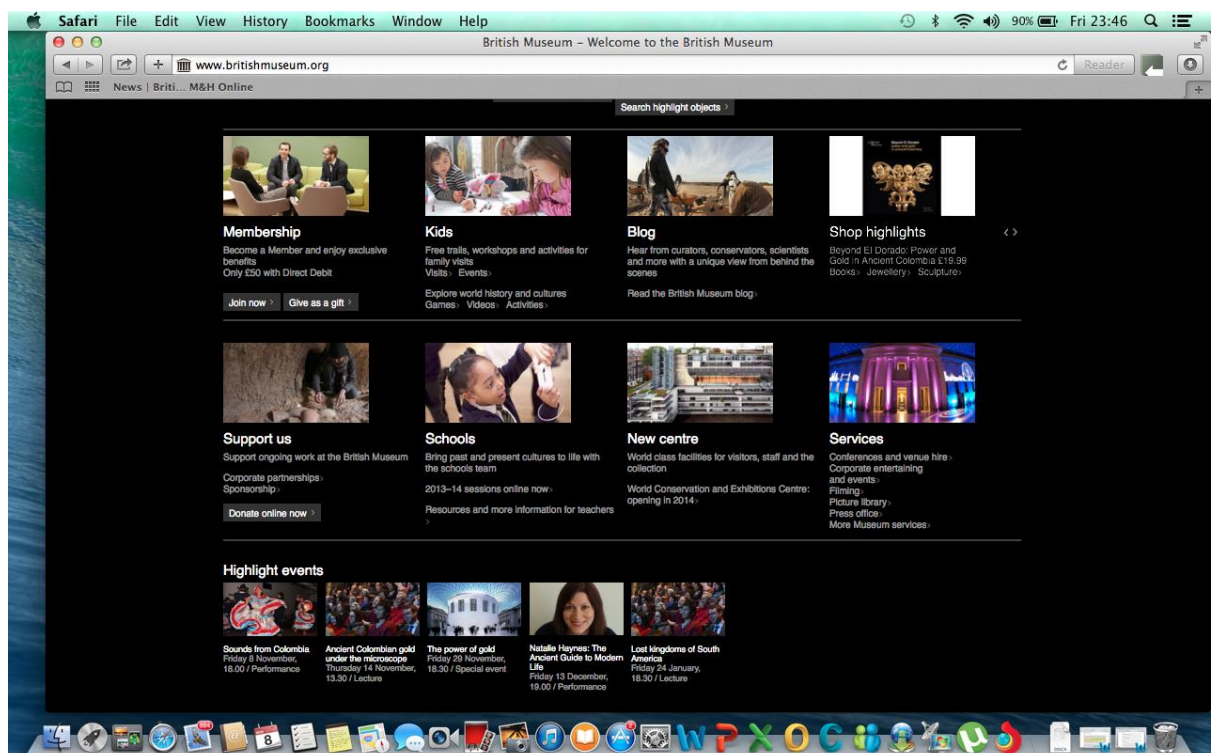 Safari File Edit View History Bookmarks Window Help 90% Fri 23:46
British Museum – Welcome to the British Museum
www.britishmuseum.org Reader
News | Briti... M&H Online
Search highlight objects ›
Membership
Become a Member and enjoy exclusive
benefits
Only £50 with Direct Debit
Join now › Give as a gift ›
Kids
Free trails, workshops and activities for
family visits
Visits› Events›
Explore world history and cultures
Games› Videos› Activities›
Blog
Hear from curators, conservators, scientists
and more with a unique view from behind the
scenes
Read the British Museum blog›
Beyond El Dorado
Shop highlights ‹ ›
Beyond El Dorado: Power and
Gold in Ancient Colombia £19.99
Books› Jewellery› Sculpture›
Support us
Support ongoing work at the British Museum
Corporate partnerships›
Sponsorship›
Donate online now ›
Schools
Bring past and present cultures to life with
the schools team
2013–14 sessions online now›
Resources and more information for teachers
›
New centre
World class facilities for visitors, staff and the
collection
World Conservation and Exhibitions Centre:
opening in 2014›
Services
Conferences and venue hire›
Corporate entertaining
and events›
Filming›
Picture library›
Press office›
More Museum services›
Highlight events
Sounds from Colombia
Friday 8 November,
18.00 / Performance
Ancient Colombian gold
under the microscope
Thursday 14 November,
13.30 / Lecture
The power of gold
Friday 29 November,
18.30 / Special event
Natalie Haynes: The
Ancient Guide to Modern
Life
Friday 13 December,
19.00 / Performance
Lost kingdoms of South
America
Friday 24 January,
18.30 / Lecture
8
DOCX